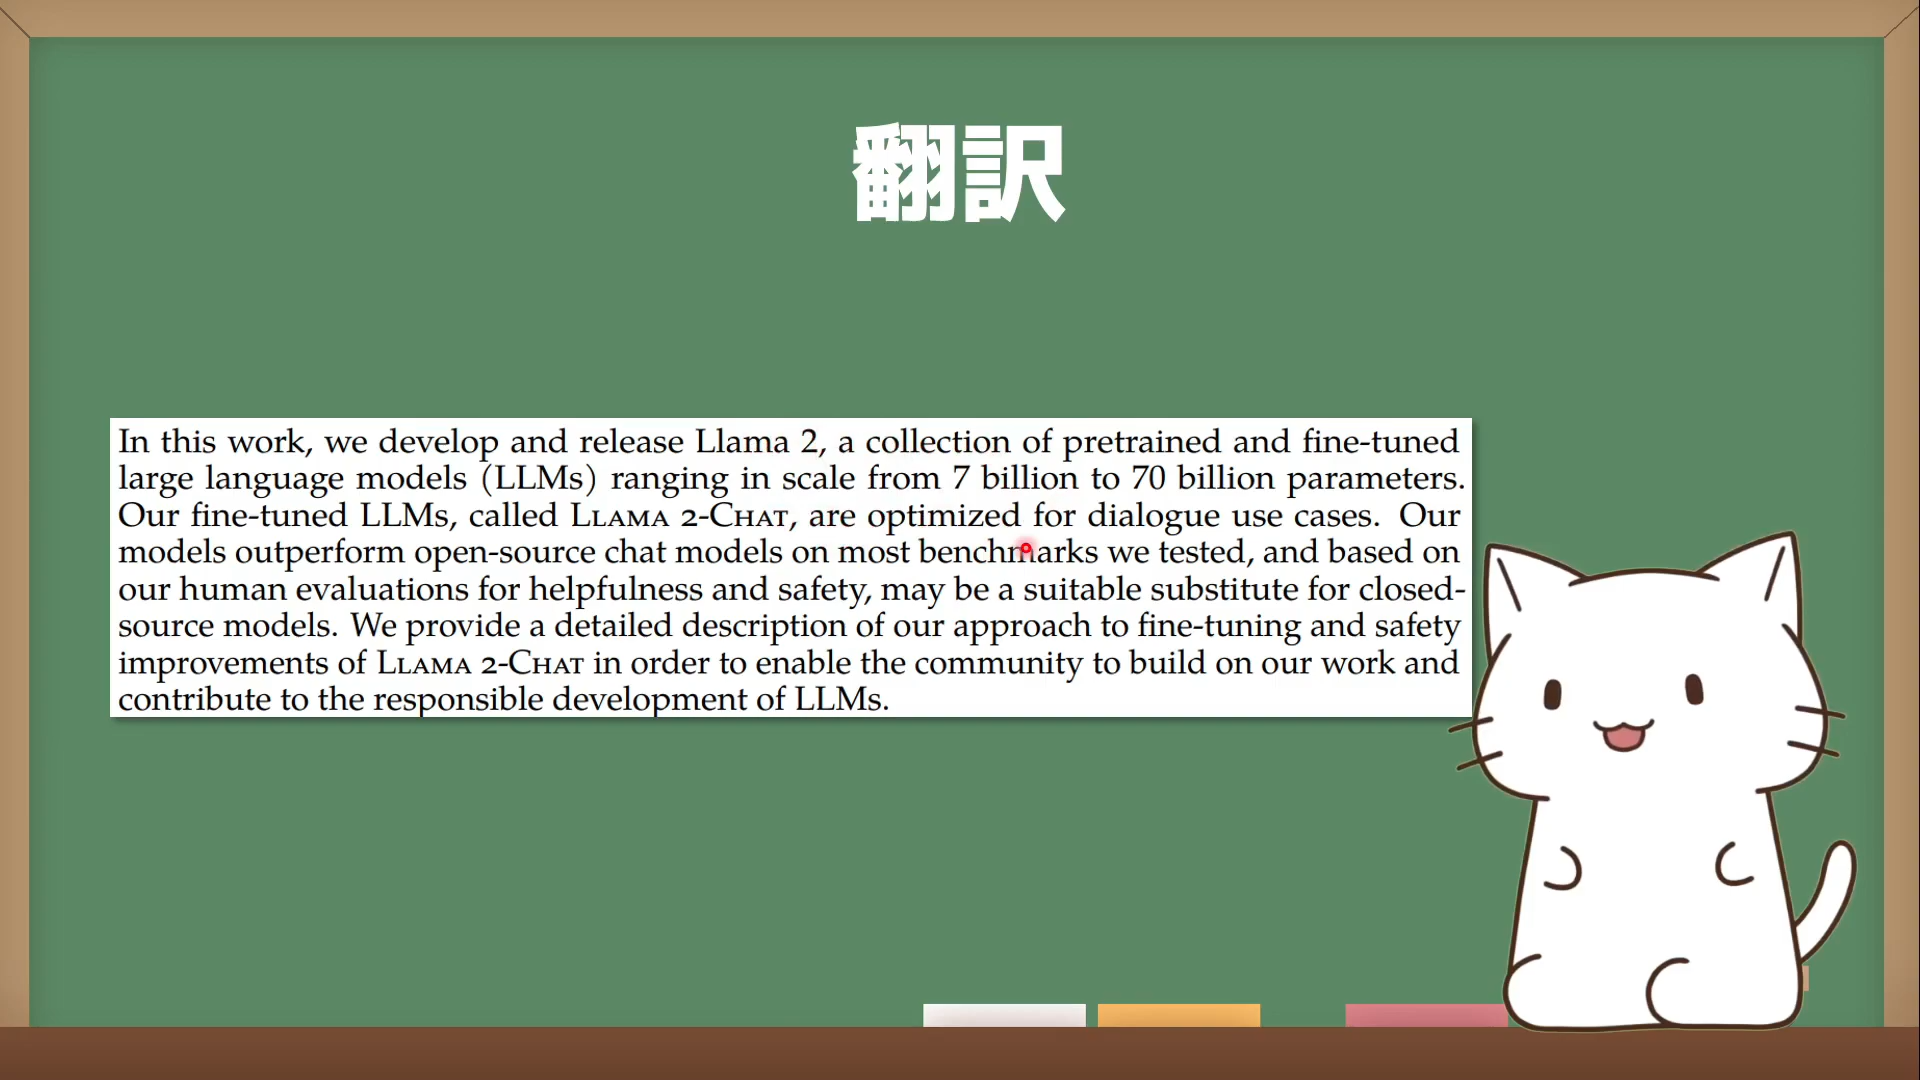 翻訳
In this work, we develop and release Llama 2, a collection of pretrained and fine-tuned
large language models (LLMs) ranging in scale from 7 billion to 70 billion parameters.
Our fine-tuned LLMs, called Llama 2-Chat, are optimized for dialogue use cases. Our
models outperform open-source chat models on most benchmarks we tested, and based on
our human evaluations for helpfulness and safety, may be a suitable substitute for closed-
source models. We provide a detailed description of our approach to fine-tuning and safety
improvements of Llama 2-Chat in order to enable the community to build on our work and
contribute to the responsible development of LLMs.